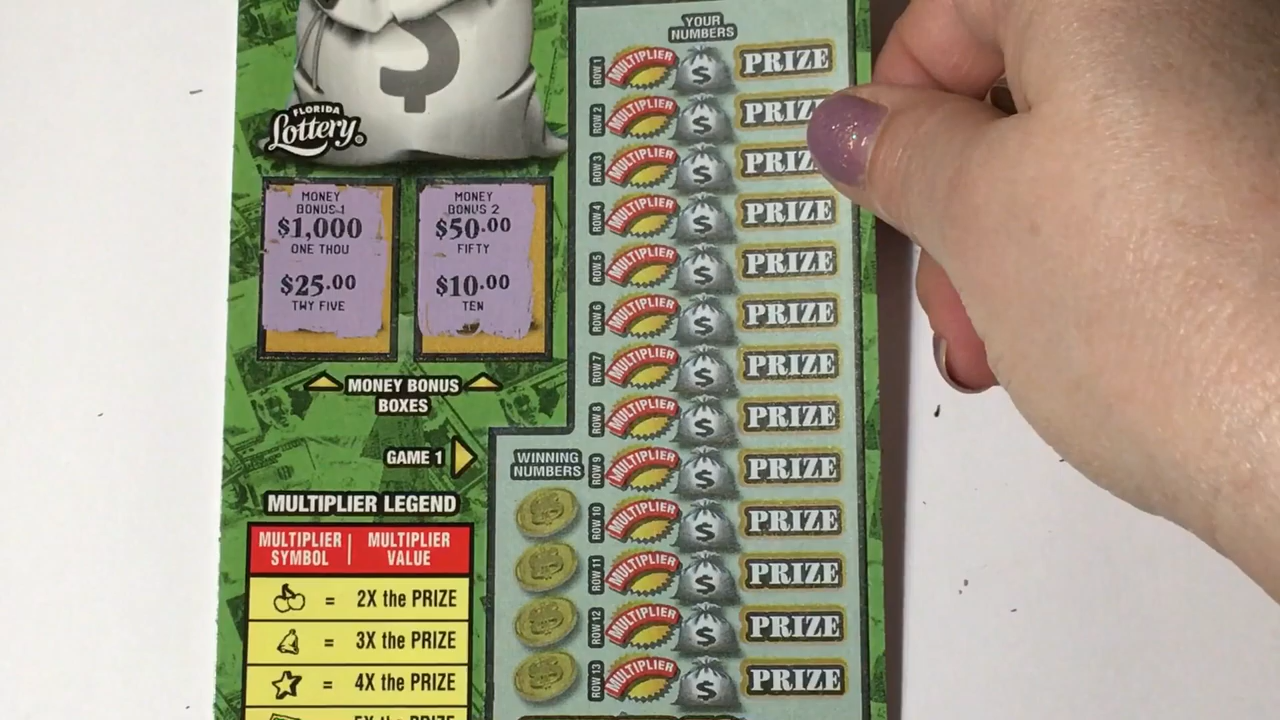 FLORIDA
Lottery®
MONEY
BONUS 1
$1,000
ONE THOU
$25.00
TWY FIVE
MONEY
BONUS 2
$50.00
FIFTY
$10.00
TEN
MONEY BONUS
BOXES
GAME 1
MULTIPLIER LEGEND
MULTIPLIER SYMBOL | MULTIPLIER VALUE
= 2X the PRIZE
= 3X the PRIZE
= 4X the PRIZE
YOUR
NUMBERS
ROW 1 MULTIPLIER $ PRIZE
ROW 2 MULTIPLIER $ PRIZ
ROW 3 MULTIPLIER $ PRIZ
ROW 4 MULTIPLIER $ PRIZE
ROW 5 MULTIPLIER $ PRIZE
ROW 6 MULTIPLIER $ PRIZE
ROW 7 MULTIPLIER $ PRIZE
ROW 8 MULTIPLIER $ PRIZE
WINNING
NUMBERS
ROW 9 MULTIPLIER $ PRIZE
ROW 10 MULTIPLIER $ PRIZE
ROW 11 MULTIPLIER $ PRIZE
ROW 12 MULTIPLIER $ PRIZE
ROW 13 MULTIPLIER $ PRIZE